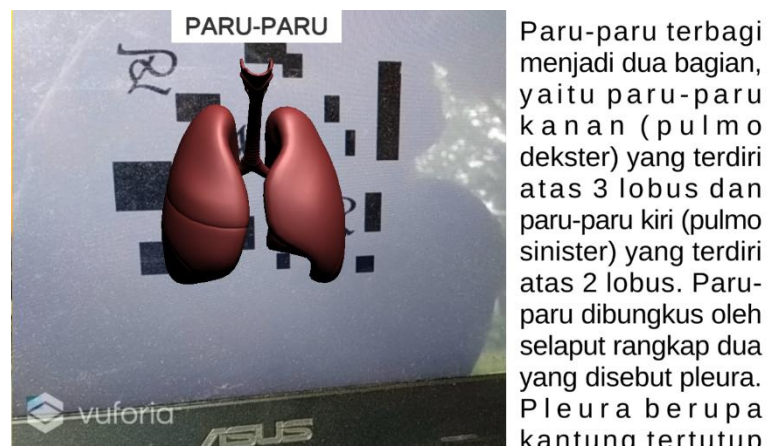 PARU-PARU
Paru-paru terbagi
menjadi dua bagian,
yaitu paru-paru
kanan (pulmo
dekster) yang terdiri
atas 3 lobus dan
paru-paru kiri (pulmo
sinister) yang terdiri
atas 2 lobus. Paru-
paru dibungkus oleh
selaput rangkap dua
yang disebut pleura.
Pleura berupa
kantung tertutup
vuforia
ASUS